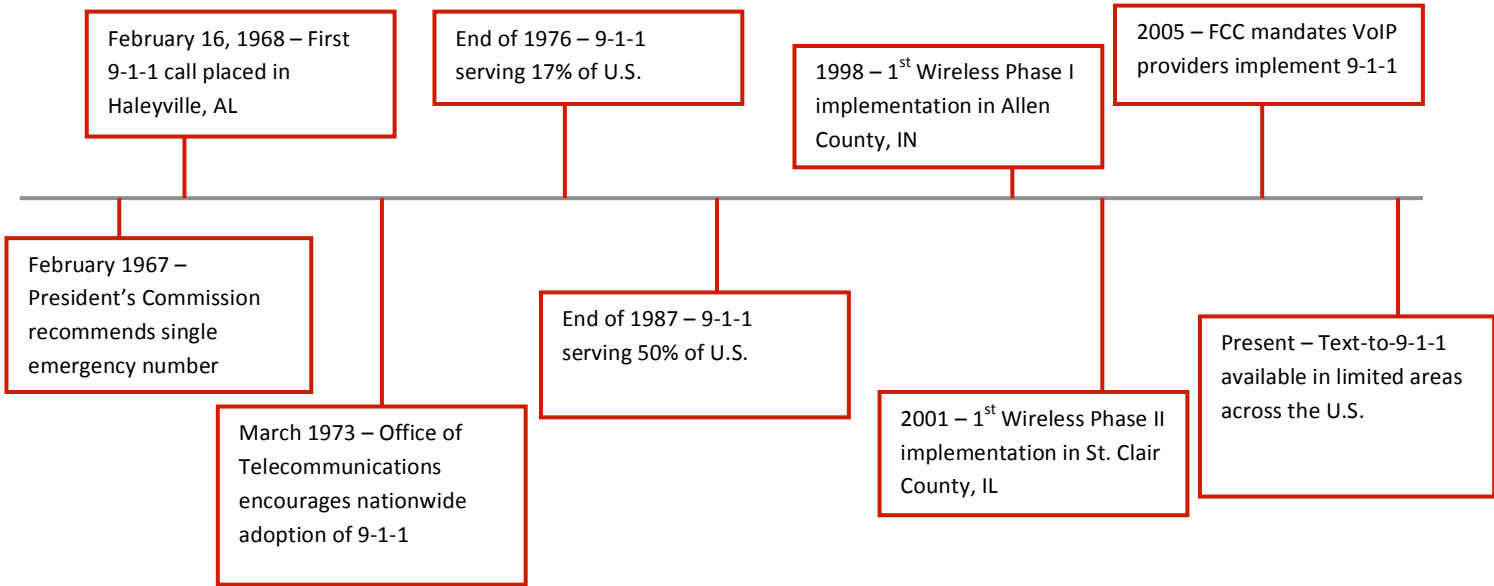 February 16, 1968 – First
9-1-1 call placed in
Haleyville, AL
End of 1976 – 9-1-1
serving 17% of U.S.
1998 – 1st Wireless Phase I
implementation in Allen
County, IN
2005 – FCC mandates VoIP
providers implement 9-1-1
February 1967 –
President’s Commission
recommends single
emergency number
March 1973 – Office of
Telecommunications
encourages nationwide
adoption of 9-1-1
End of 1987 – 9-1-1
serving 50% of U.S.
2001 – 1st Wireless Phase II
implementation in St. Clair
County, IL
Present – Text-to-9-1-1
available in limited areas
across the U.S.